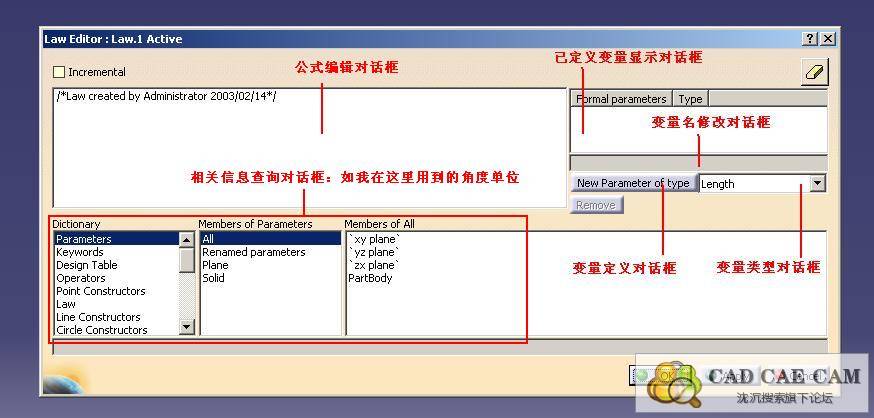 Law Editor : Law.1 Active
公式编辑对话框
已定义变量显示对话框
Incremental
/*Law created by Administrator 2003/02/14*/
Formal parameters Type
变量名修改对话框
相关信息查询对话框：如我在这里用到的角度单位
New Parameter of type Length
Remove
Dictionary Members of Parameters Members of All
Parameters All `xy plane`
Keywords Renamed parameters `yz plane`
Design Table Plane `zx plane`
Operators Solid PartBody
变量定义对话框 变量类型对话框
Point Constructors
Law
Line Constructors
Circle Constructors
OK
CAD CAE CAM
沈沉搜索旗下论坛